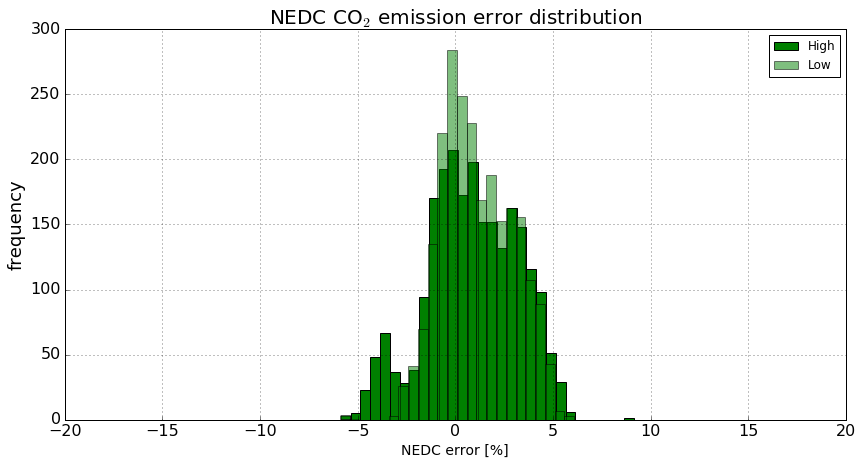 NEDC CO₂ emission error distribution
300
250
200
150
100
50
0
frequency
High
Low
−20 −15 −10 −5 0 5 10 15 20
NEDC error [%]